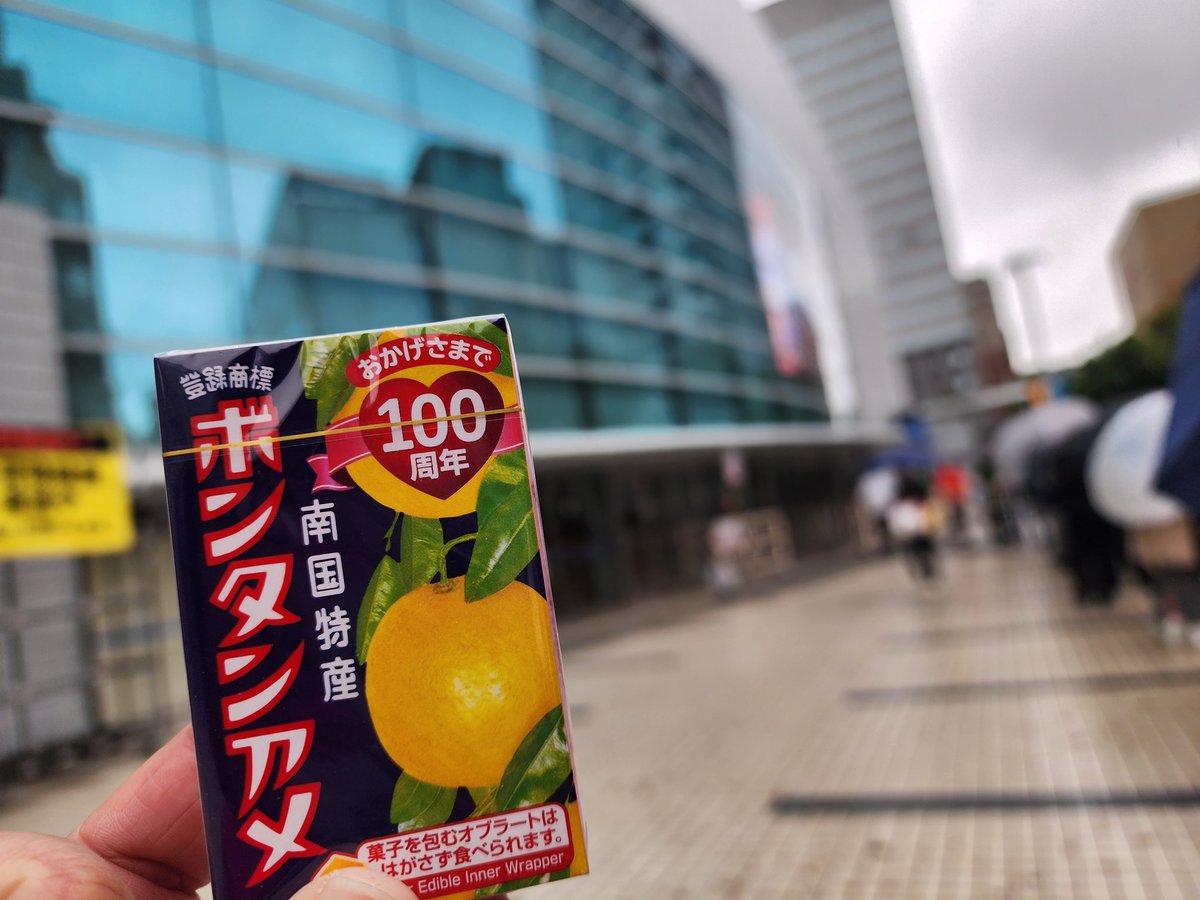 登録商標
ボンタンアメ
南国特産
おかげさまで
100
周年
菓子を包むオブラートは
はがさず食べられます。
Edible Inner Wrapper